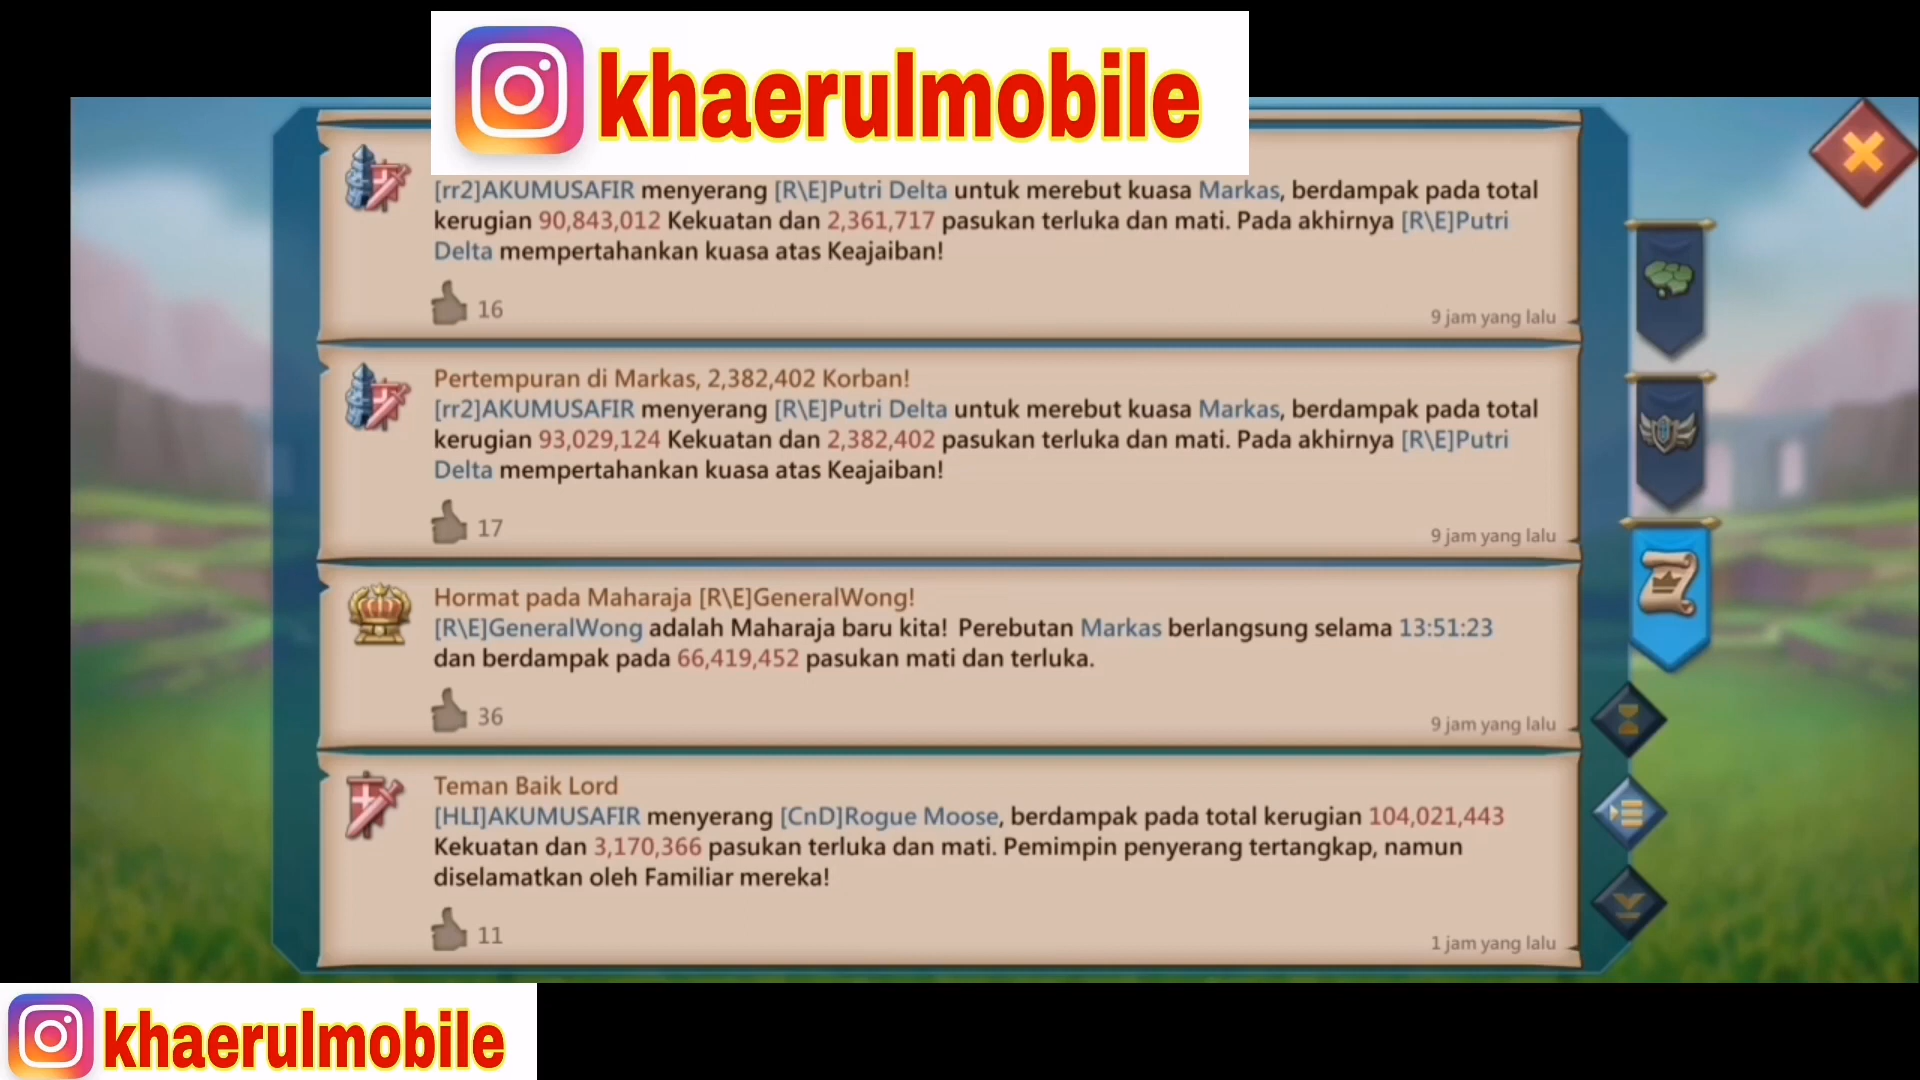 khaerulmobile
[rr2]AKUMUSAFIR menyerang [R\E]Putri Delta untuk merebut kuasa Markas, berdampak pada total
kerugian 90,843,012 Kekuatan dan 2,361,717 pasukan terluka dan mati. Pada akhirnya [R\E]Putri
Delta mempertahankan kuasa atas Keajaiban!
16
9 jam yang lalu
Pertempuran di Markas, 2,382,402 Korban!
[rr2]AKUMUSAFIR menyerang [R\E]Putri Delta untuk merebut kuasa Markas, berdampak pada total
kerugian 93,029,124 Kekuatan dan 2,382,402 pasukan terluka dan mati. Pada akhirnya [R\E]Putri
Delta mempertahankan kuasa atas Keajaiban!
17
9 jam yang lalu
Hormat pada Maharaja [R\E]GeneralWong!
[R\E]GeneralWong adalah Maharaja baru kita! Perebutan Markas berlangsung selama 13:51:23
dan berdampak pada 66,419,452 pasukan mati dan terluka.
36
9 jam yang lalu
Teman Baik Lord
[HLI]AKUMUSAFIR menyerang [CnD]Rogue Moose, berdampak pada total kerugian 104,021,443
Kekuatan dan 3,170,366 pasukan terluka dan mati. Pemimpin penyerang tertangkap, namun
diselamatkan oleh Familiar mereka!
11
1 jam yang lalu
khaerulmobile